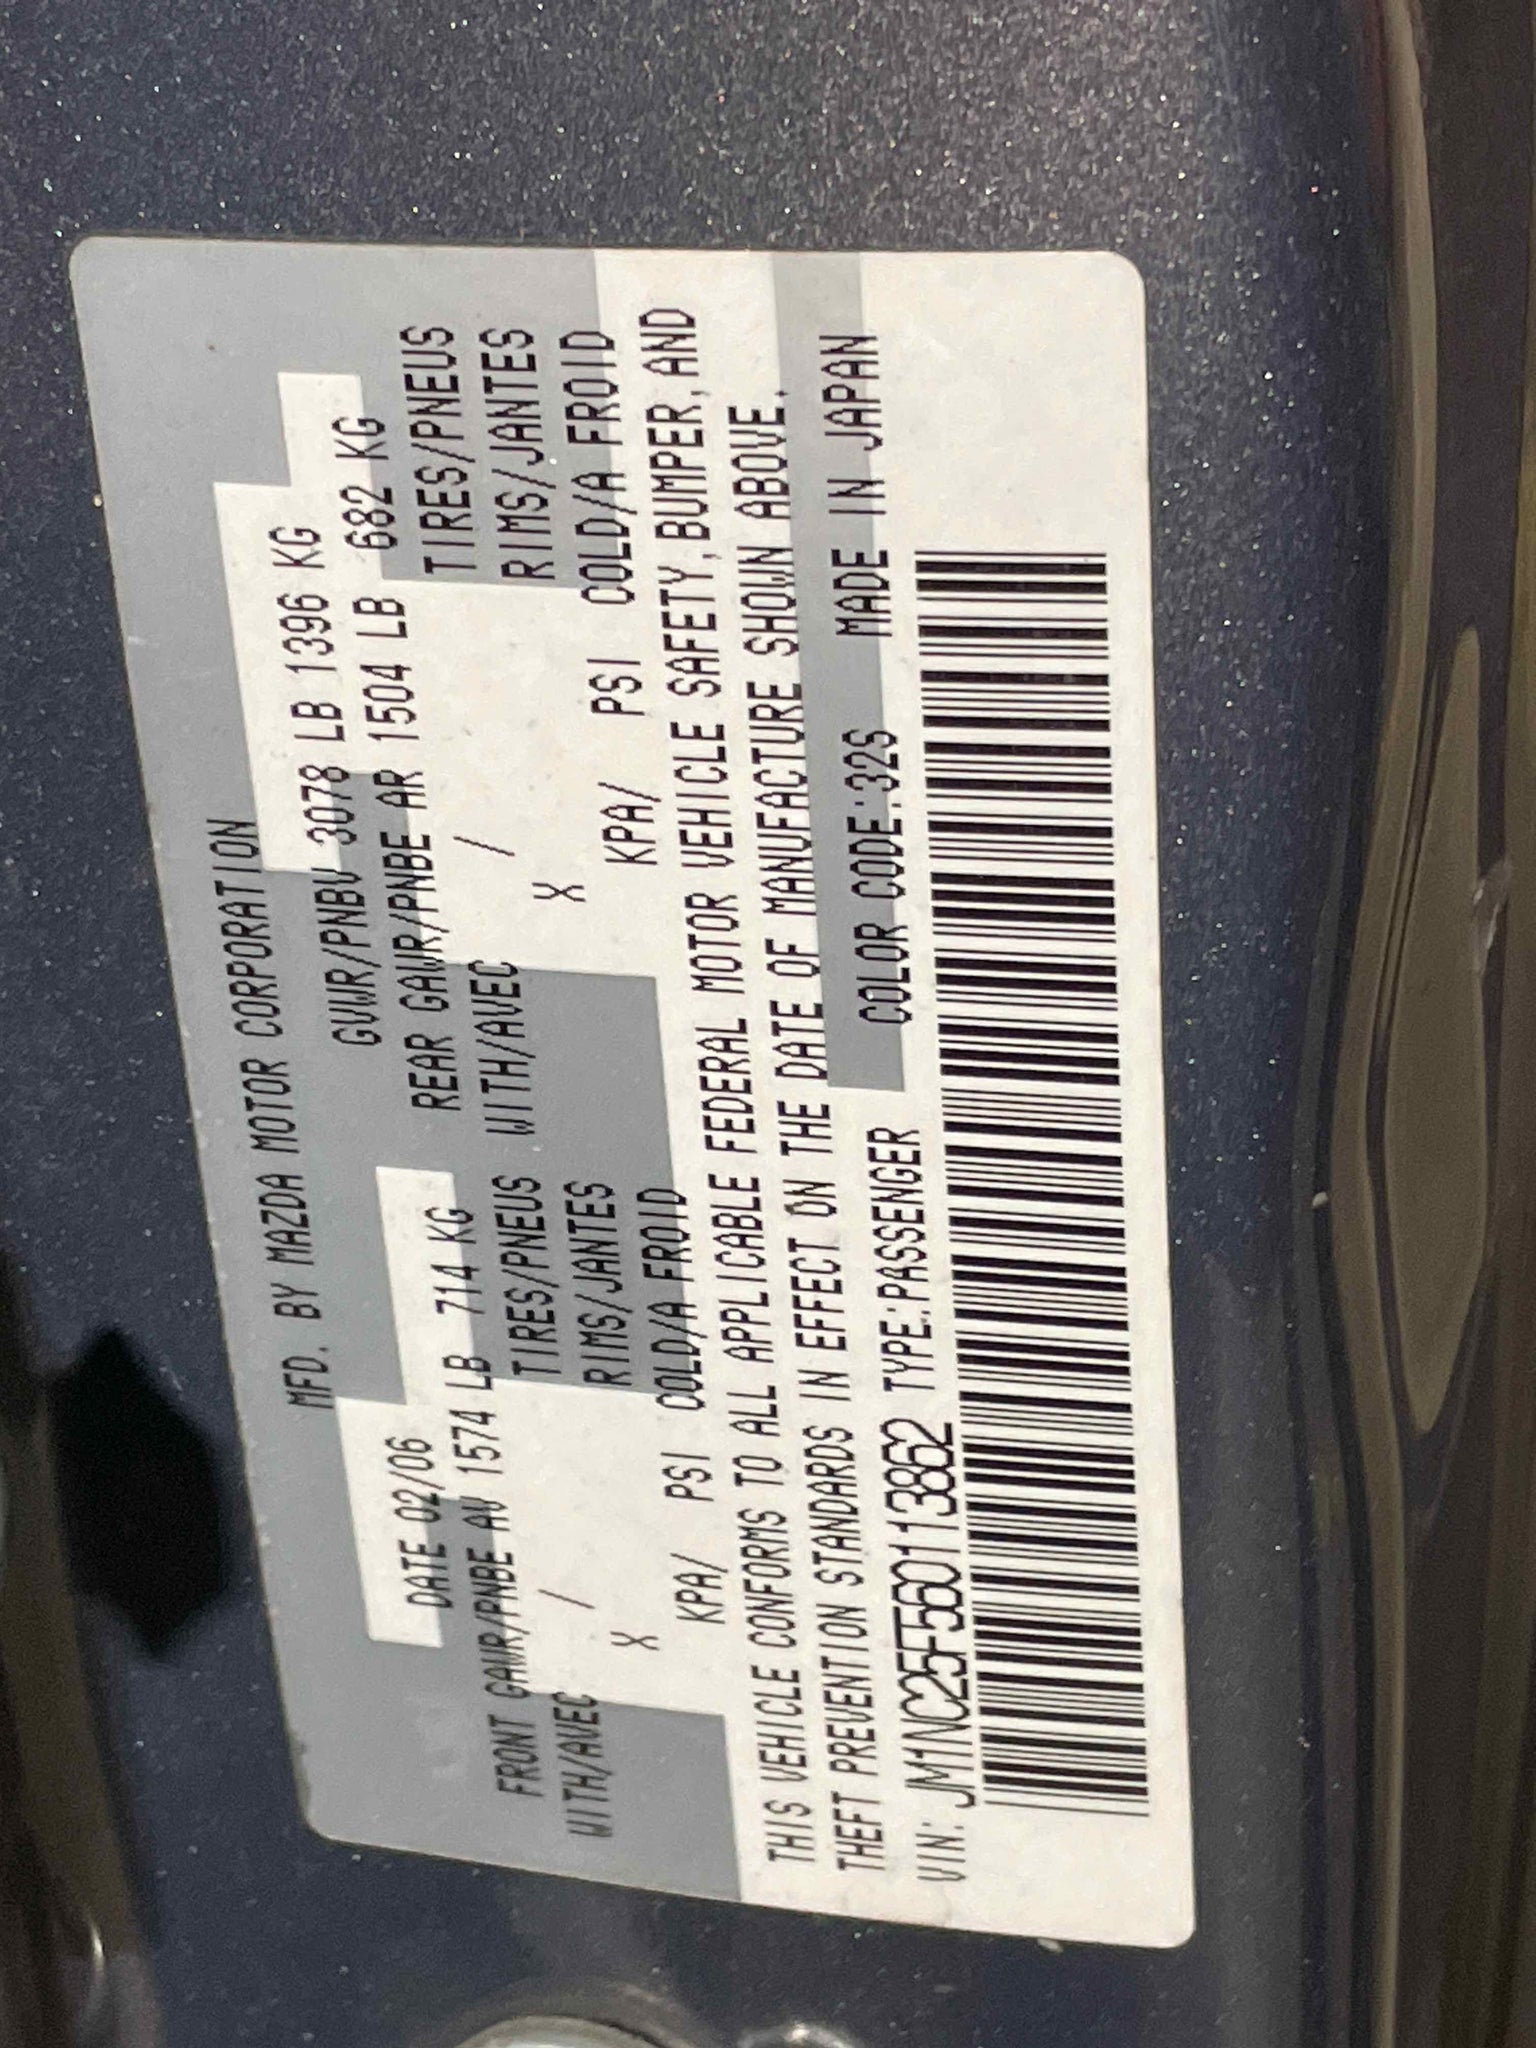 MFD. BY MAZDA MOTOR CORPORATION
DATE 02/06 GVWR/PNBV 3078 LB 1396 KG
FRONT GAWR/PNBE AV 1574 LB 714 KG REAR GAWR/PNBE AR 1504 LB 682 KG
WITH/AVEC / TIRES/PNEUS WITH/AVEC / TIRES/PNEUS
X RIMS/JANTES X RIMS/JANTES
KPA/ PSI COLD/A FROID KPA/ PSI COLD/A FROID
THIS VEHICLE CONFORMS TO ALL APPLICABLE FEDERAL MOTOR VEHICLE SAFETY,BUMPER,AND
THEFT PREVENTION STANDARDS IN EFFECT ON THE DATE OF MANUFACTURE SHOWN ABOVE.
VIN: JM1NC25F560113862 TYPE:PASSENGER COLOR CODE:32S MADE IN JAPAN